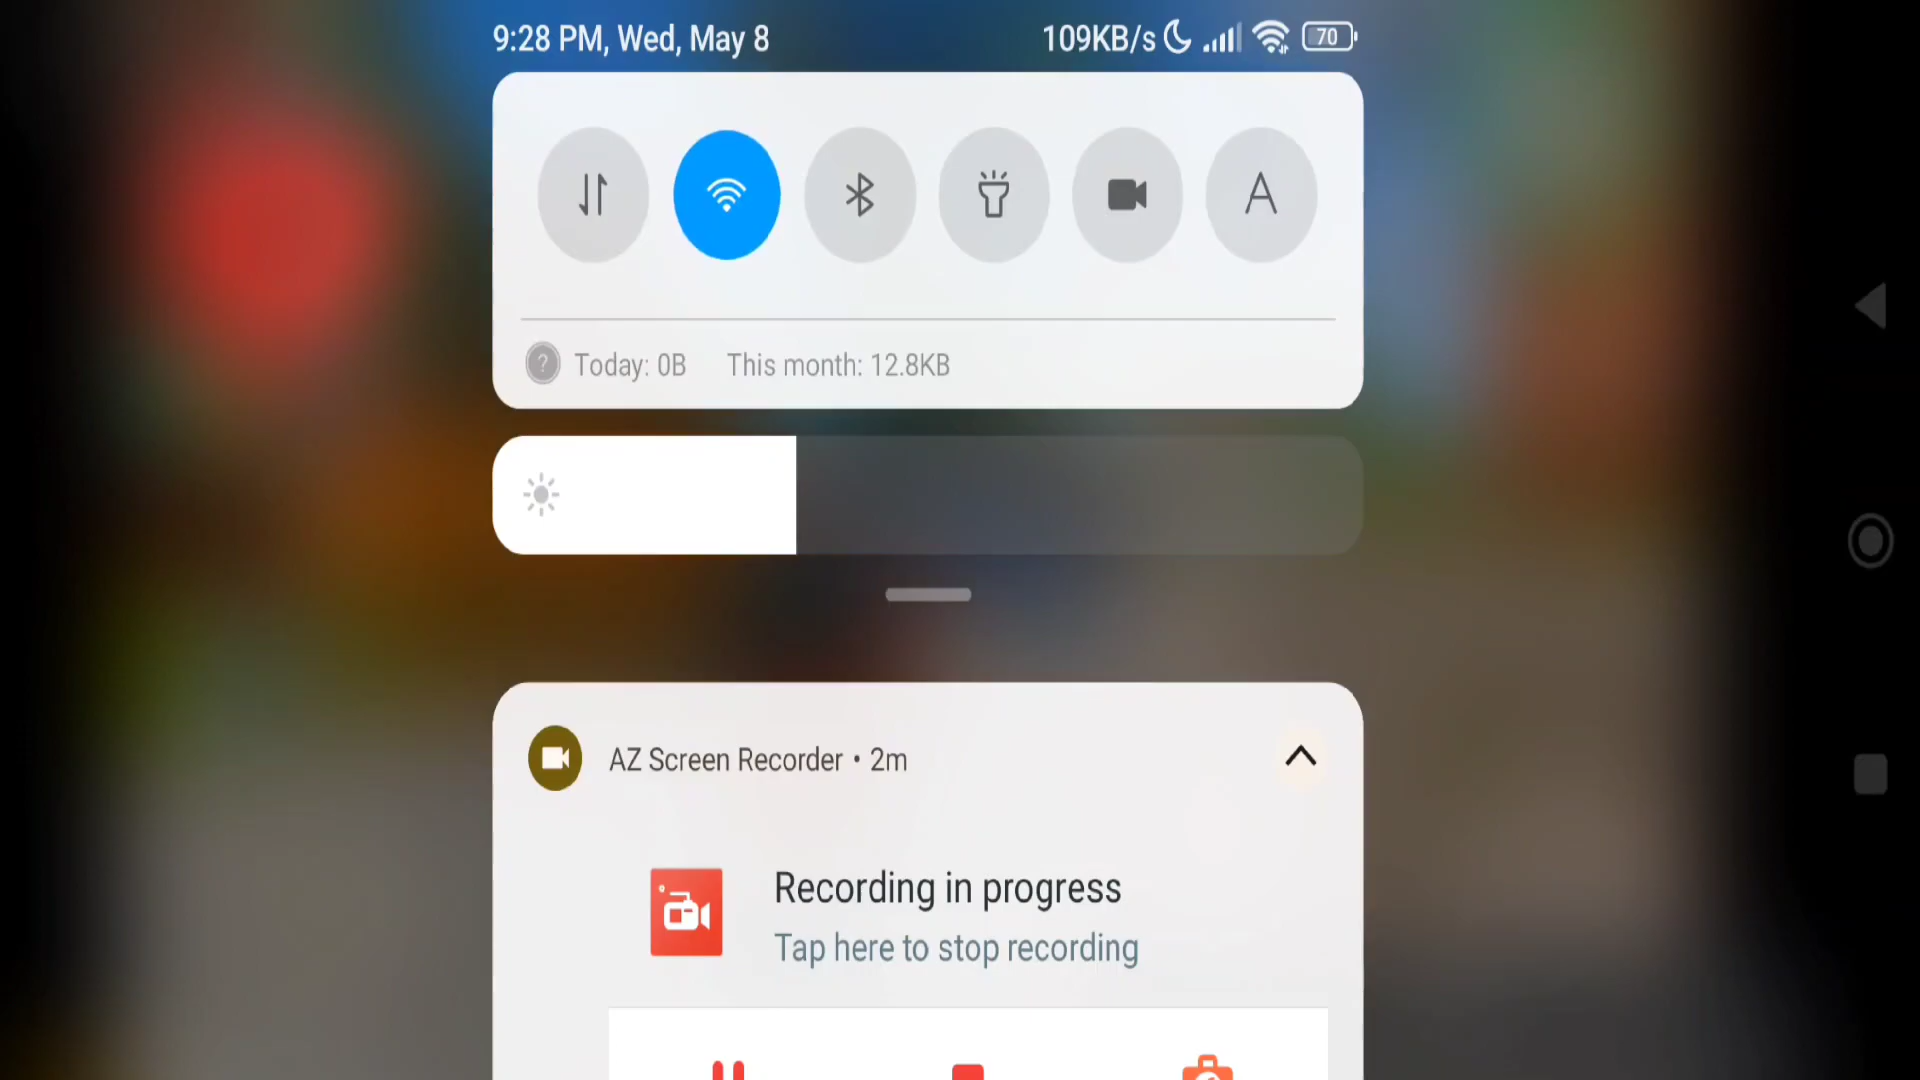 9:28 PM, Wed, May 8 109KB/s 70
A
? Today: 0B This month: 12.8KB
AZ Screen Recorder • 2m
Recording in progress
Tap here to stop recording